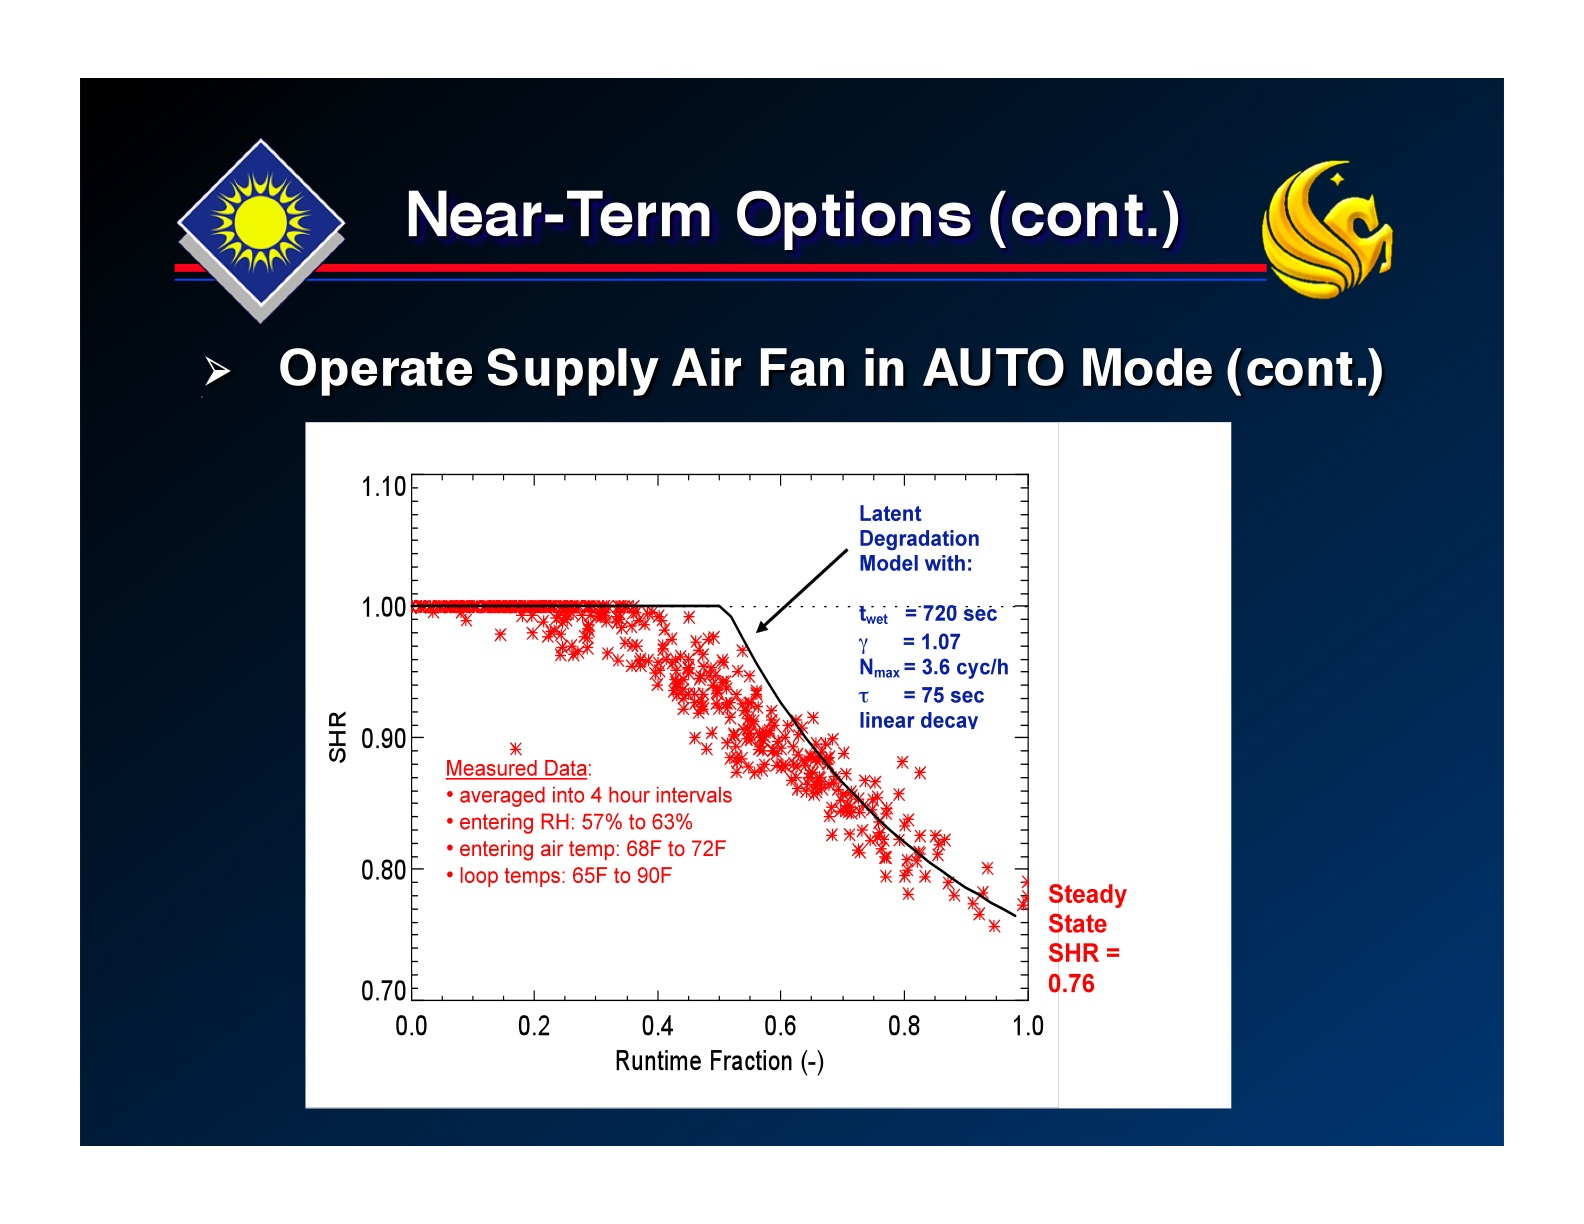 Near-Term Options (cont.)
➢ Operate Supply Air Fan in AUTO Mode (cont.)
1.10
1.00
0.90
0.80
0.70
SHR
Latent
Degradation
Model with:
twet = 720 sec
γ = 1.07
Nmax = 3.6 cyc/h
τ = 75 sec
linear decay
Measured Data:
• averaged into 4 hour intervals
• entering RH: 57% to 63%
• entering air temp: 68F to 72F
• loop temps: 65F to 90F
Steady
State
SHR =
0.76
0.0 0.2 0.4 0.6 0.8 1.0
Runtime Fraction (-)